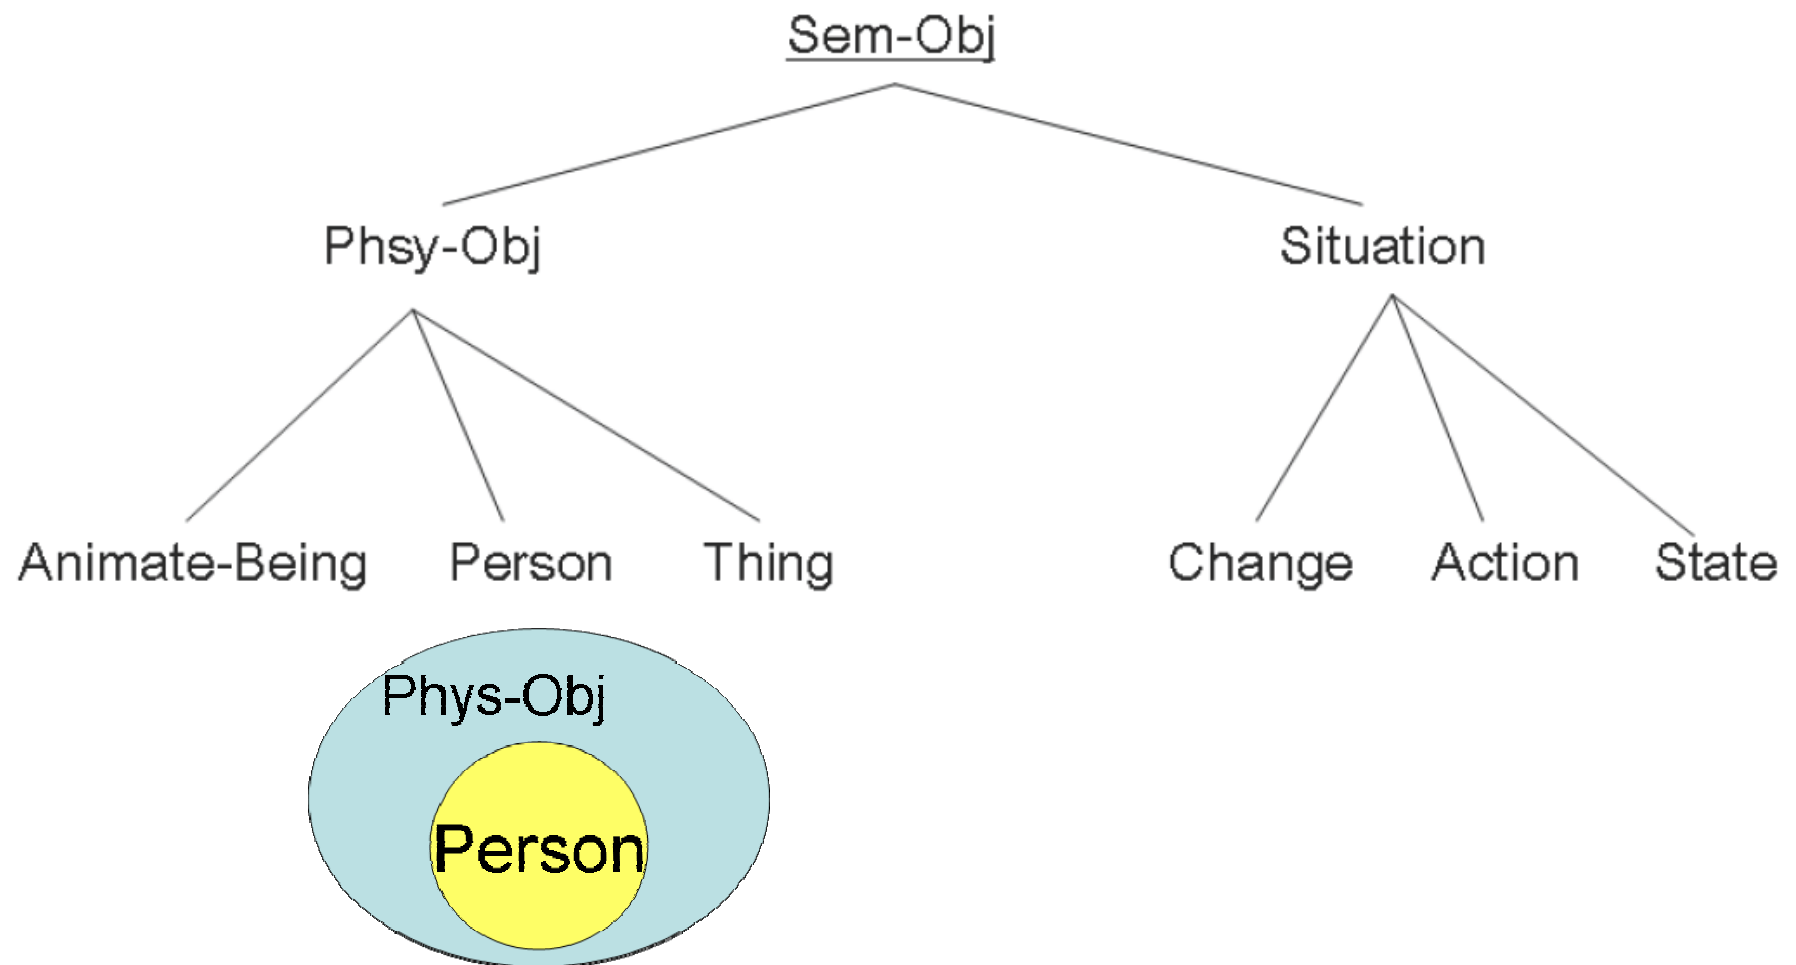 Sem-Obj
Phsy-Obj Situation
Animate-Being Person Thing Change Action State
Phys-Obj
Person